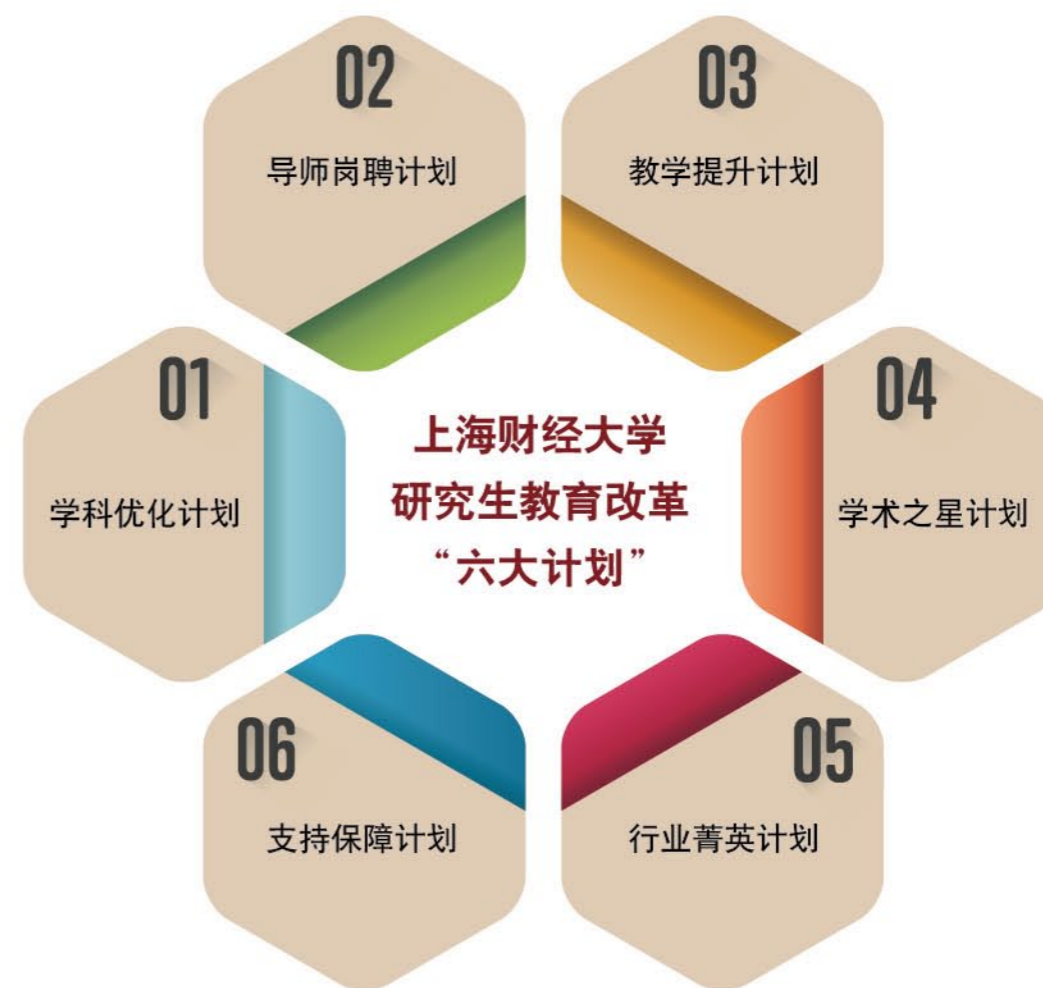 02
导师岗聘计划
03
教学提升计划
01
学科优化计划
上海财经大学
研究生教育改革
“六大计划”
04
学术之星计划
06
支持保障计划
05
行业菁英计划